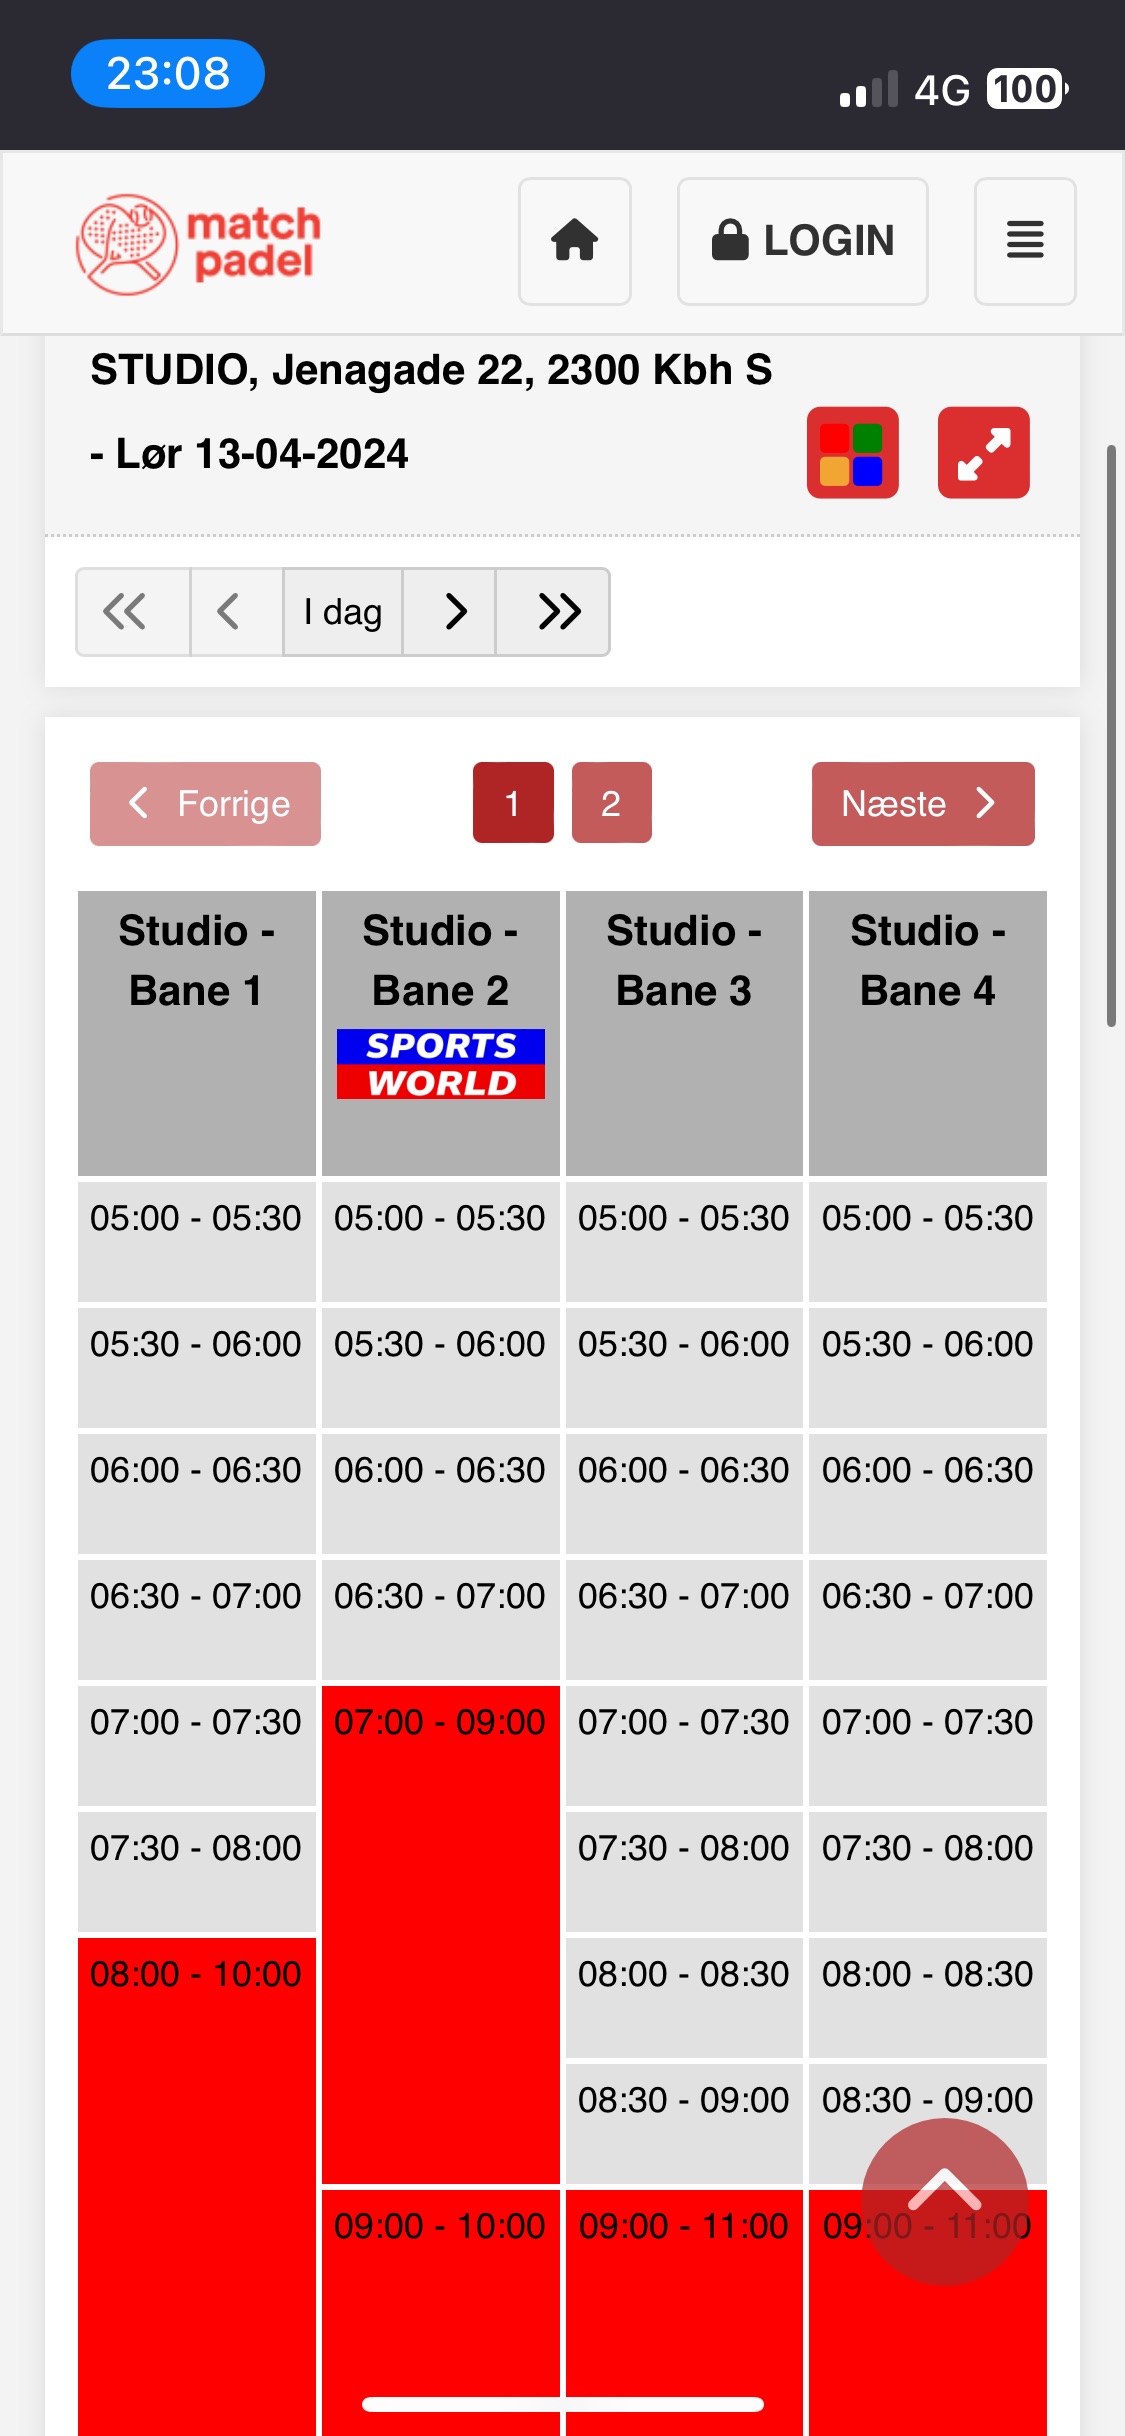 23:08
4G 100
match
padel
LOGIN
STUDIO, Jenagade 22, 2300 Kbh S
- Lør 13-04-2024
I dag
Forrige 1 2 Næste
Studio - Studio - Studio - Studio -
Bane 1 Bane 2 Bane 3 Bane 4
SPORTS
WORLD
05:00 - 05:30 05:00 - 05:30 05:00 - 05:30 05:00 - 05:30
05:30 - 06:00 05:30 - 06:00 05:30 - 06:00 05:30 - 06:00
06:00 - 06:30 06:00 - 06:30 06:00 - 06:30 06:00 - 06:30
06:30 - 07:00 06:30 - 07:00 06:30 - 07:00 06:30 - 07:00
07:00 - 07:30 07:00 - 09:00 07:00 - 07:30 07:00 - 07:30
07:30 - 08:00 07:30 - 08:00 07:30 - 08:00
08:00 - 10:00 08:00 - 08:30 08:00 - 08:30
08:30 - 09:00 08:30 - 09:00
09:00 - 10:00 09:00 - 11:00 09:00 - 11:00